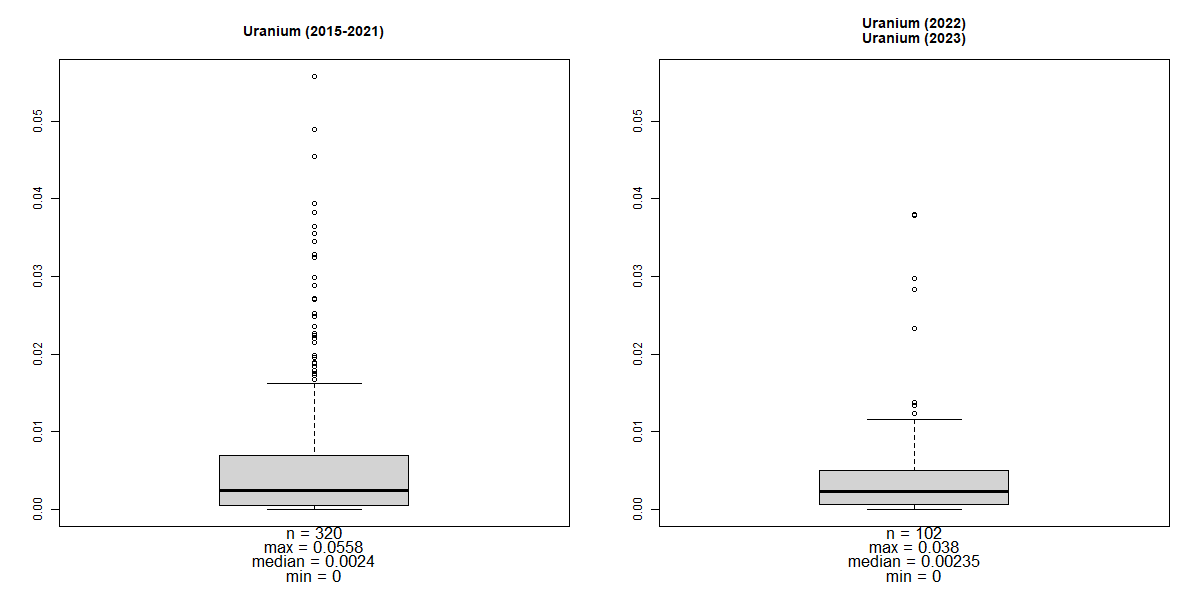 Uranium (2015-2021)
0.05
0.04
0.03
0.02
0.01
0.00
n = 320
max = 0.0558
median = 0.0024
min = 0
Uranium (2022)
Uranium (2023)
0.05
0.04
0.03
0.02
0.01
0.00
n = 102
max = 0.038
median = 0.00235
min = 0